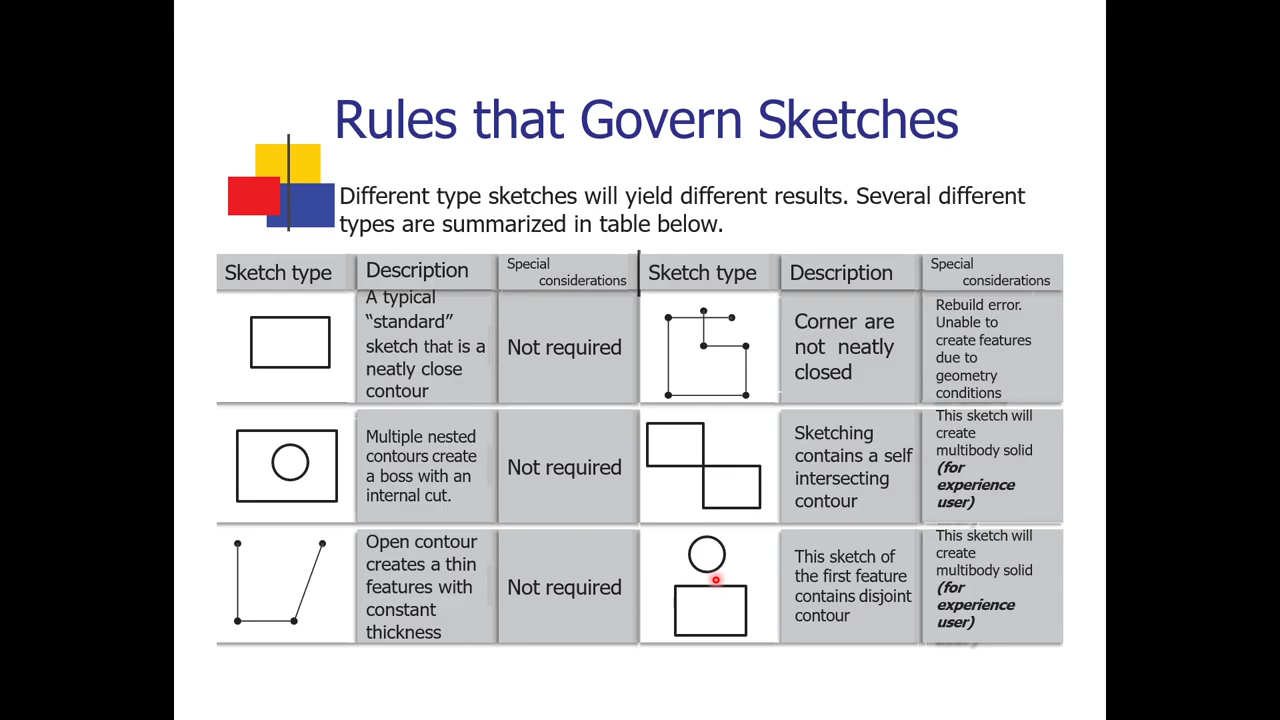 Rules that Govern Sketches
Different type sketches will yield different results. Several different
types are summarized in table below.
Sketch type
Description
Special
considerations
Sketch type
Description
Special
considerations
A typical
“standard”
sketch that is a
neatly close
contour
Not required
Corner are
not neatly
closed
Rebuild error.
Unable to
create features
due to
geometry
conditions
Multiple nested
contours create
a boss with an
internal cut.
Not required
Sketching
contains a self
intersecting
contour
This sketch will
create
multibody solid
(for
experience
user)
Open contour
creates a thin
features with
constant
thickness
Not required
This sketch of
the first feature
contains disjoint
contour
This sketch will
create
multibody solid
(for
experience
user)